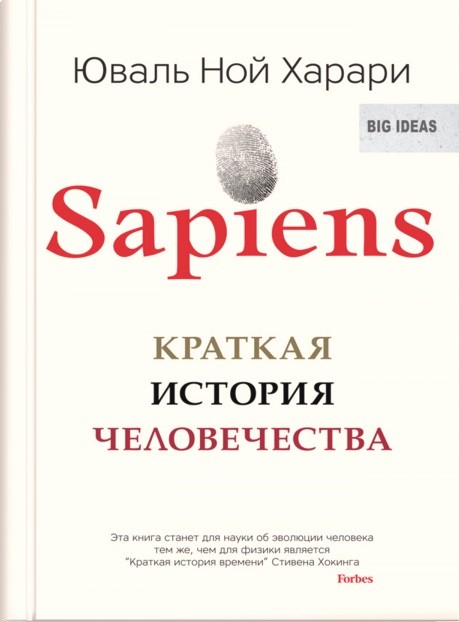 Юваль Ной Харари
BIG IDEAS
Sapiens
КРАТКАЯ
ИСТОРИЯ
ЧЕЛОВЕЧЕСТВА
Эта книга станет для науки об эволюции человека
тем же, чем для физики является
"Краткая история времени" Стивена Хокинга
Forbes